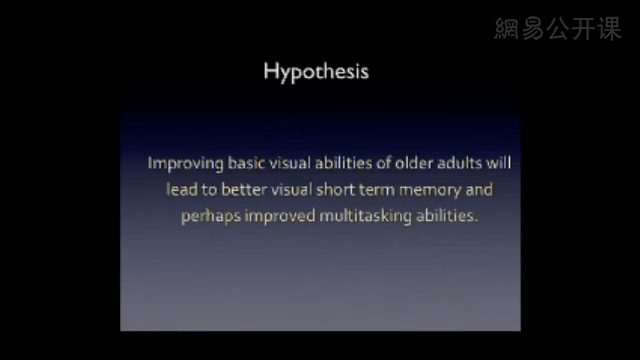 網易公开课
Hypothesis
Improving basic visual abilities of older adults will
lead to better visual short term memory and
perhaps improved multitasking abilities.